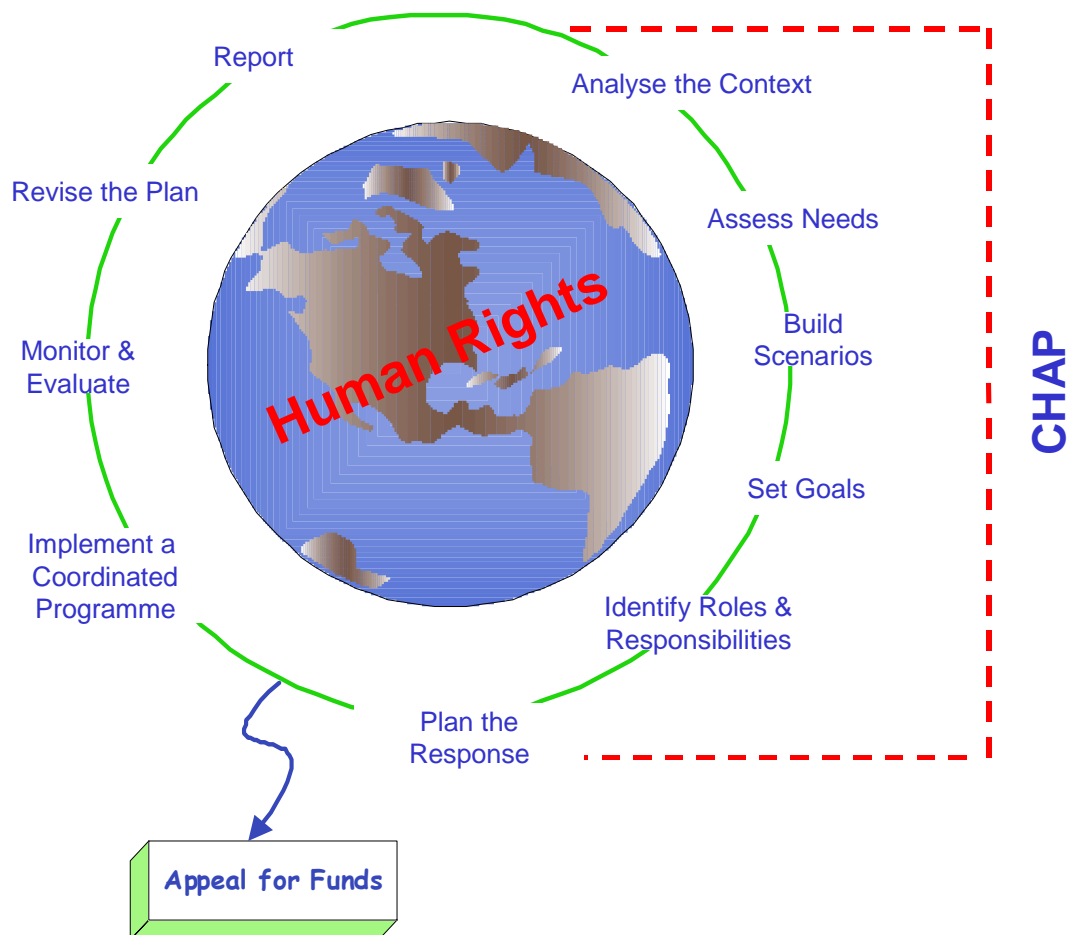 Report
Analyse the Context
Revise the Plan
Assess Needs
Human Rights
Build
Scenarios
CHAP
Monitor &
Evaluate
Set Goals
Implement a
Coordinated
Programme
Identify Roles &
Responsibilities
Plan the
Response
Appeal for Funds